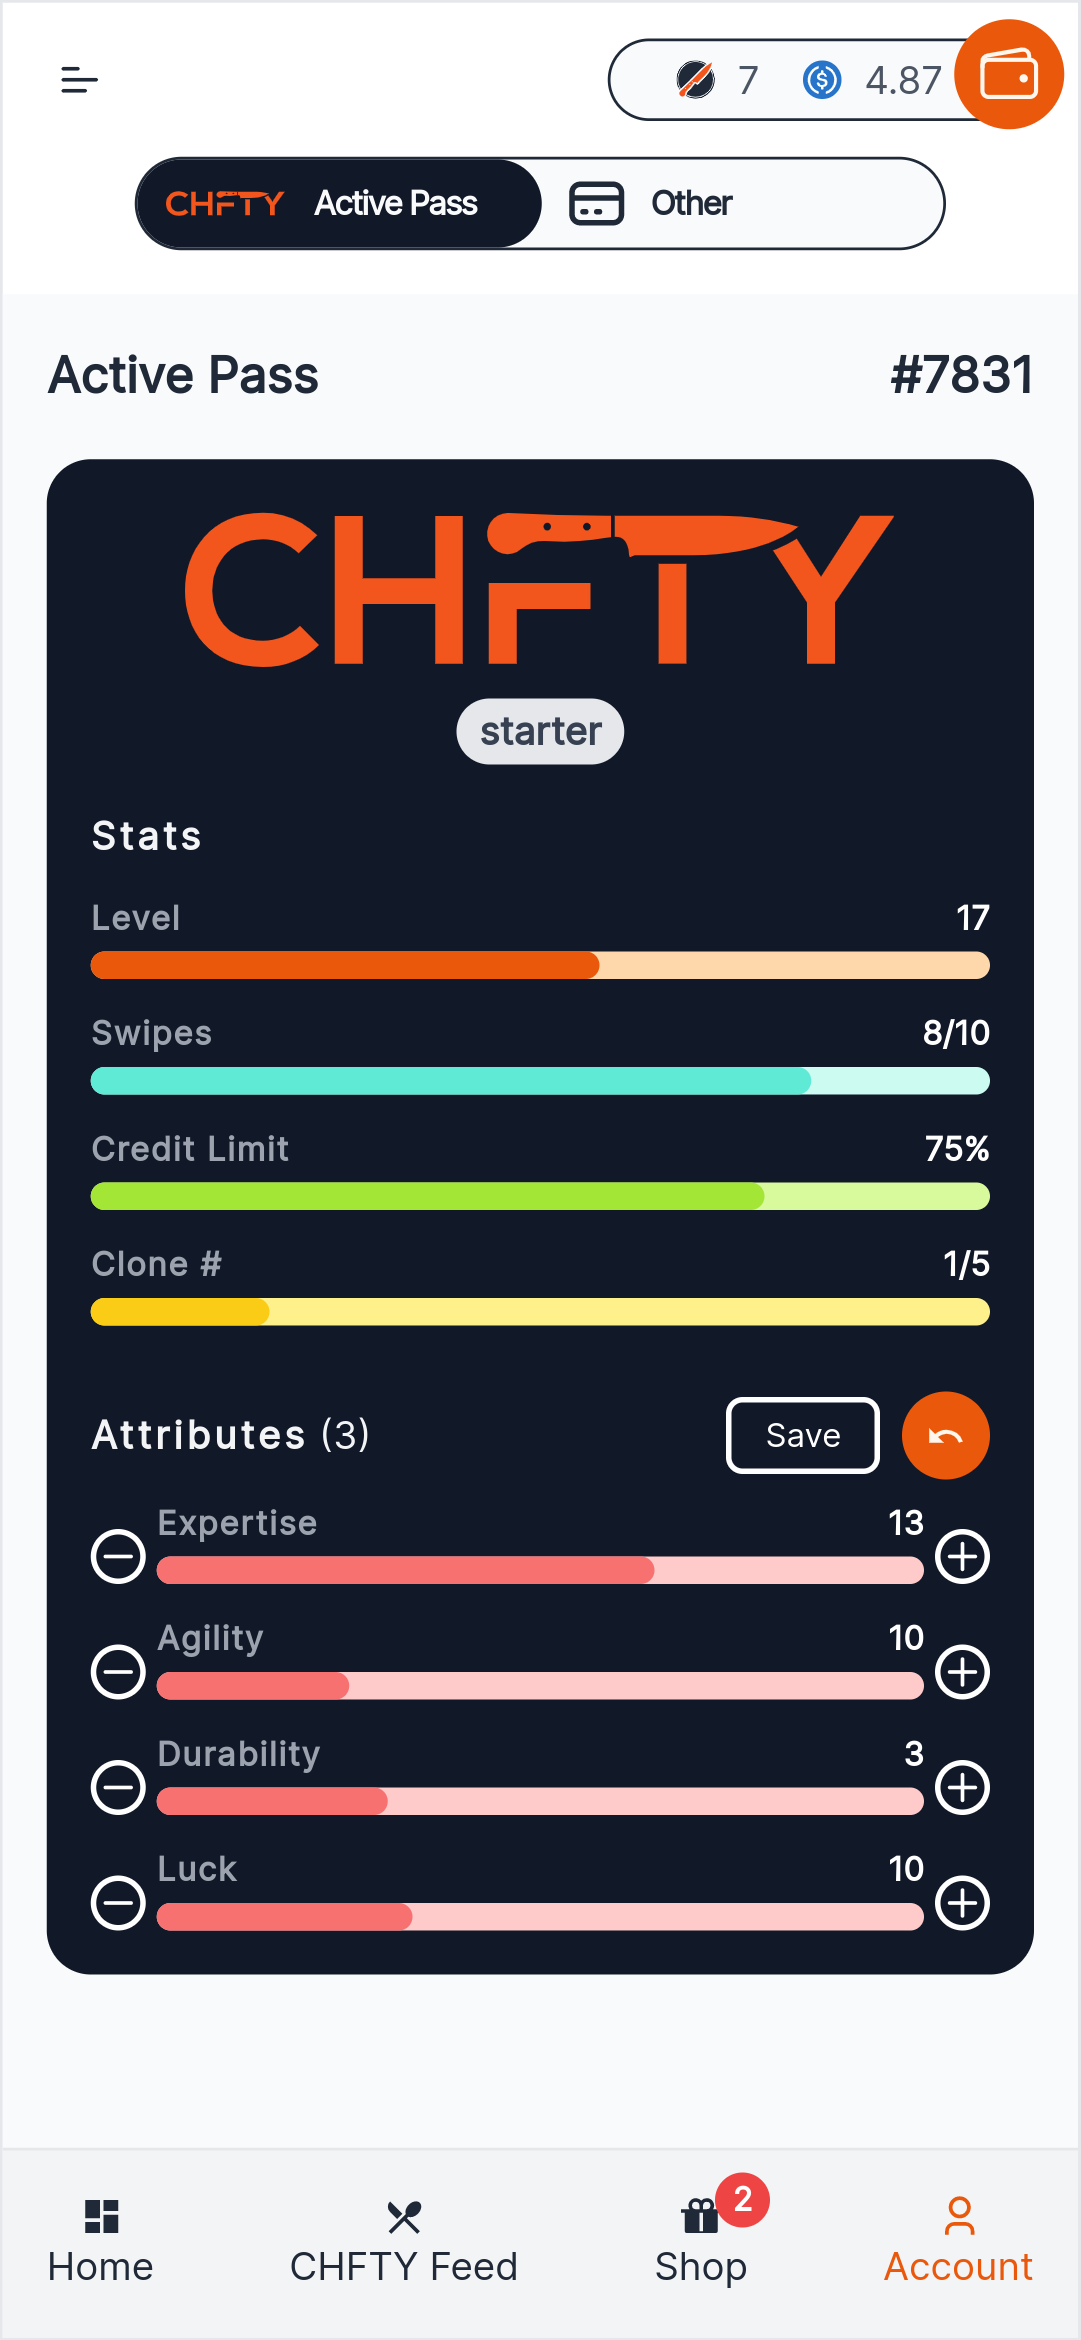 7 4.87
CHFTY Active Pass Other
Active Pass #7831
CHFTY
starter
Stats
Level 17
Swipes 8/10
Credit Limit 75%
Clone # 1/5
Attributes (3) Save
Expertise 13
Agility 10
Durability 3
Luck 10
2
Home CHFTY Feed Shop Account